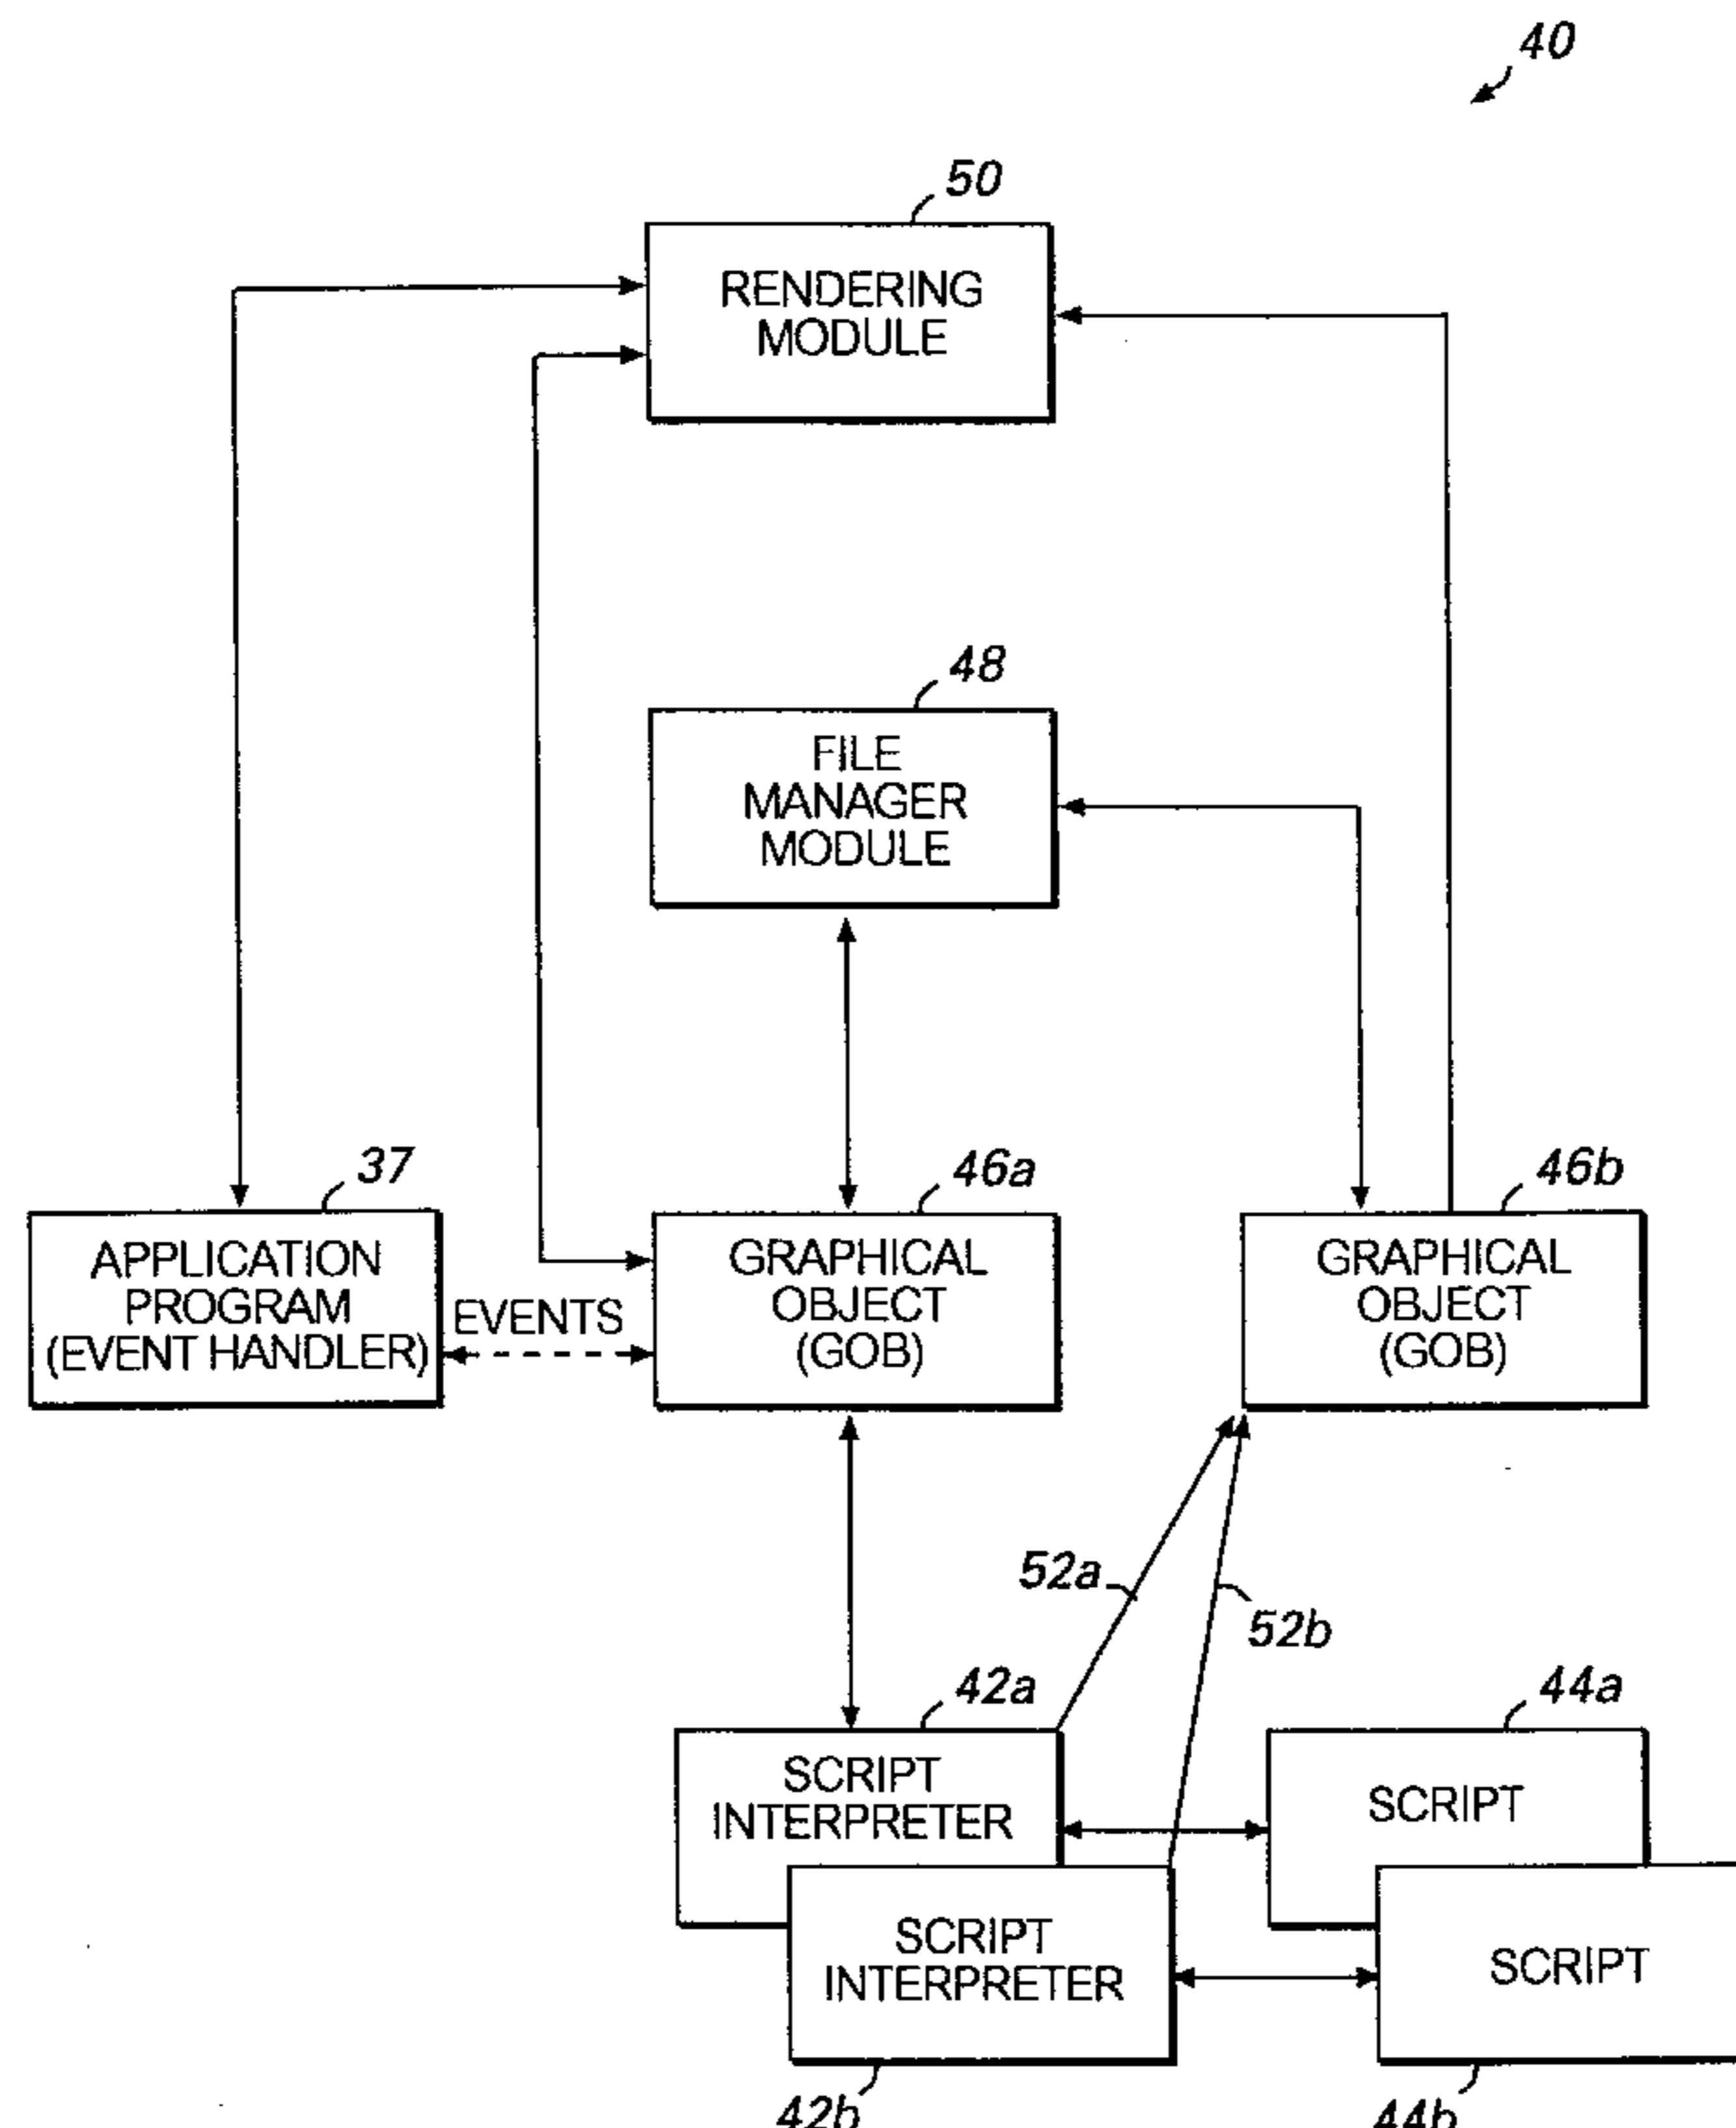 40
50
RENDERING
MODULE
48
FILE
MANAGER
MODULE
37
46a
46b
APPLICATION
PROGRAM
(EVENT HANDLER)
EVENTS
GRAPHICAL
OBJECT
(GOB)
GRAPHICAL
OBJECT
(GOB)
52a
52b
42a
44a
SCRIPT
INTERPRETER
SCRIPT
SCRIPT
INTERPRETER
SCRIPT
42b
44b